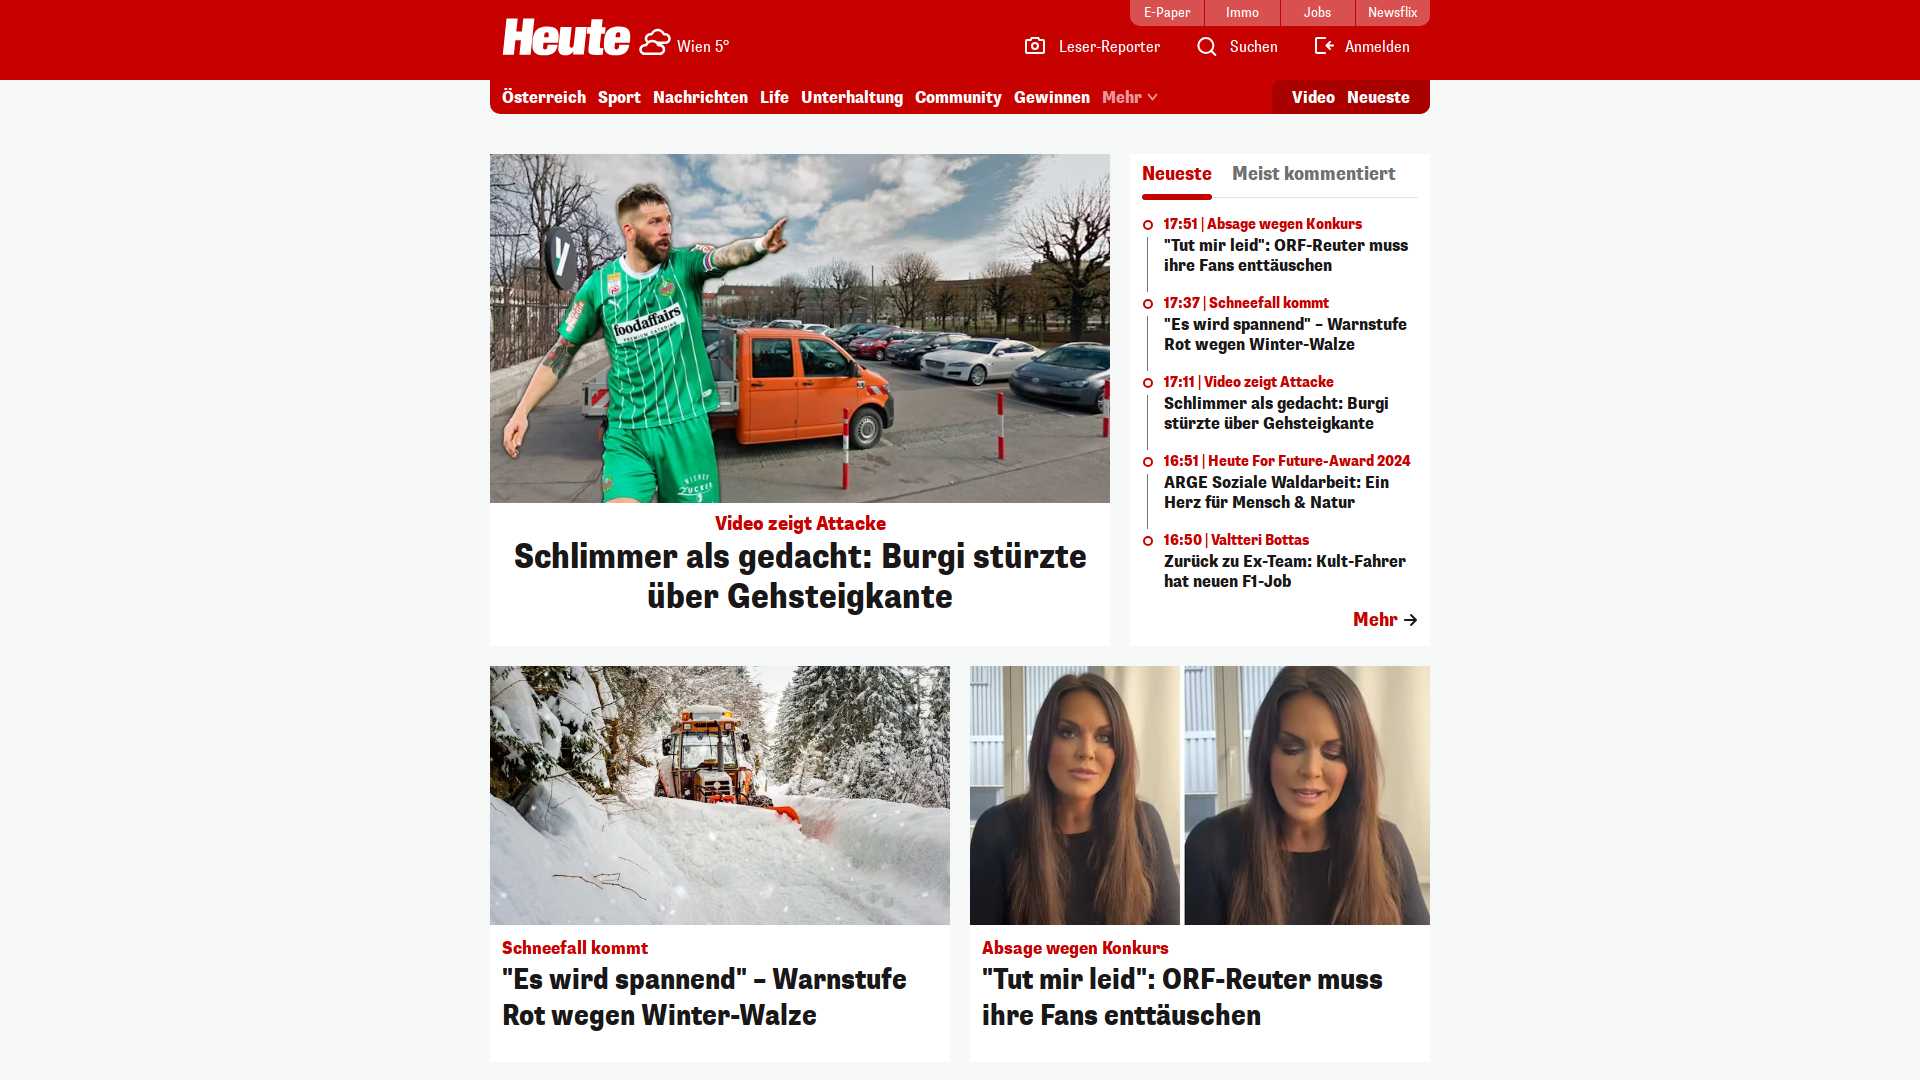 E-Paper
Immo
Jobs
Newsflix
Heute
Wien 5°
Leser-Reporter
Suchen
Anmelden
Österreich
Sport
Nachrichten
Life
Unterhaltung
Community
Gewinnen
Mehr
Video
Neueste
foodaffairs
PREMIUM CATERING
WIENER
ZUCKER
Video zeigt Attacke
Schlimmer als gedacht: Burgi stürzte
über Gehsteigkante
Neueste
Meist kommentiert
17:51 | Absage wegen Konkurs
"Tut mir leid": ORF-Reuter muss
ihre Fans enttäuschen
17:37 | Schneefall kommt
"Es wird spannend" – Warnstufe
Rot wegen Winter-Walze
17:11 | Video zeigt Attacke
Schlimmer als gedacht: Burgi
stürzte über Gehsteigkante
16:51 | Heute For Future-Award 2024
ARGE Soziale Waldarbeit: Ein
Herz für Mensch & Natur
16:50 | Valtteri Bottas
Zurück zu Ex-Team: Kult-Fahrer
hat neuen F1-Job
Mehr
Schneefall kommt
"Es wird spannend" – Warnstufe
Rot wegen Winter-Walze
Absage wegen Konkurs
"Tut mir leid": ORF-Reuter muss
ihre Fans enttäuschen